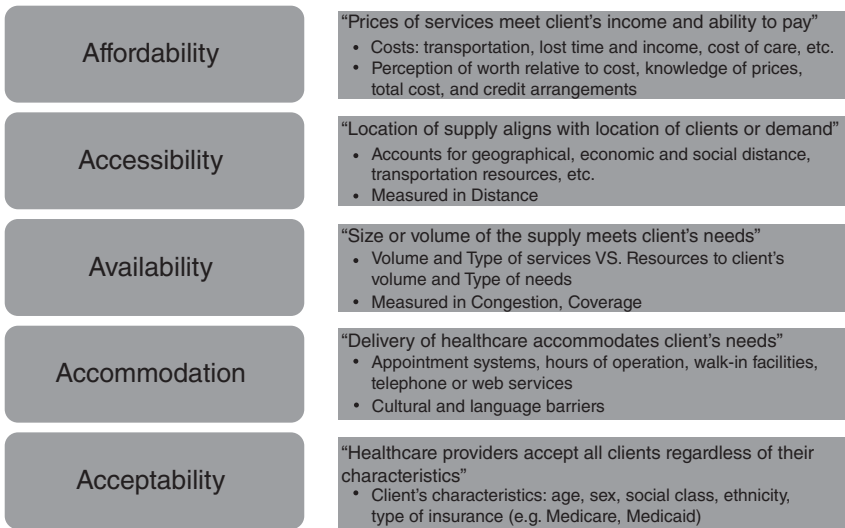 Affordability
“Prices of services meet client’s income and ability to pay”
• Costs: transportation, lost time and income, cost of care, etc.
• Perception of worth relative to cost, knowledge of prices,
total cost, and credit arrangements
Accessibility
“Location of supply aligns with location of clients or demand”
• Accounts for geographical, economic and social distance,
transportation resources, etc.
• Measured in Distance
Availability
“Size or volume of the supply meets client’s needs”
• Volume and Type of services VS. Resources to client’s
volume and Type of needs
• Measured in Congestion, Coverage
Accommodation
“Delivery of healthcare accommodates client’s needs”
• Appointment systems, hours of operation, walk-in facilities,
telephone or web services
• Cultural and language barriers
Acceptability
“Healthcare providers accept all clients regardless of their
characteristics”
• Client’s characteristics: age, sex, social class, ethnicity,
type of insurance (e.g. Medicare, Medicaid)